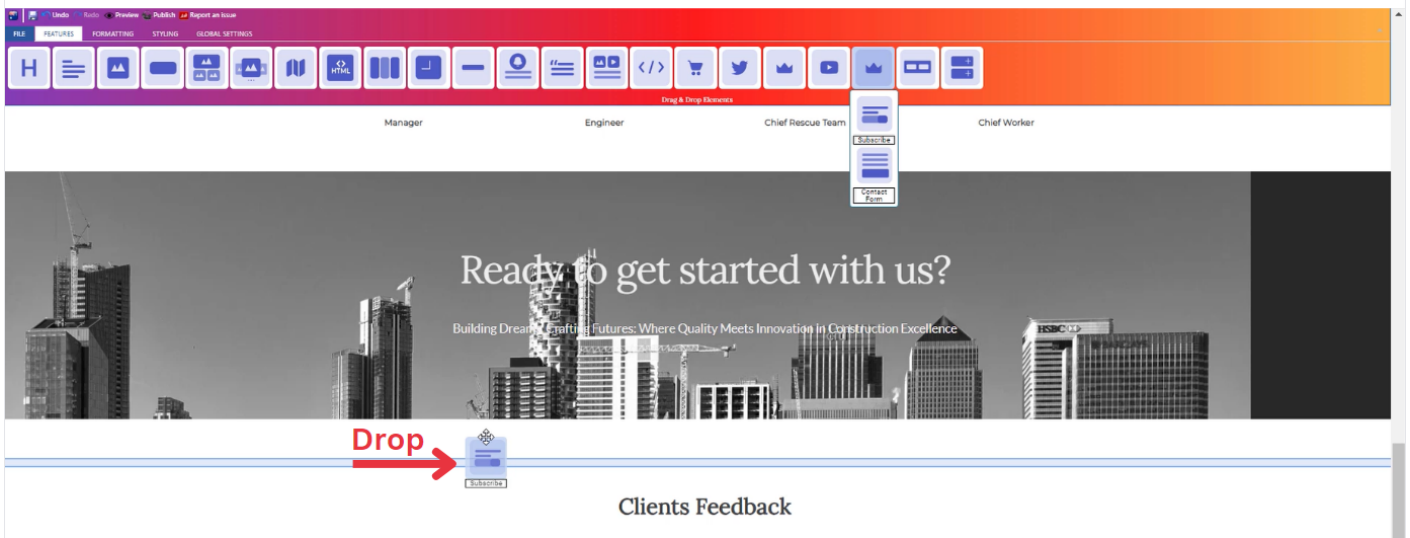 Undo Redo Preview Publish Report an issue
FILE FEATURES FORMATTING STYLING GLOBAL SETTINGS
H HTML
Drag & Drop Elements
Manager Engineer Chief Rescue Team Chief Worker
Subscribe
Contact
Form
Ready to get started with us?
Building Dreams, Crafting Futures: Where Quality Meets Innovation in Construction Excellence
HSBC
Drop
Subscribe
Clients Feedback